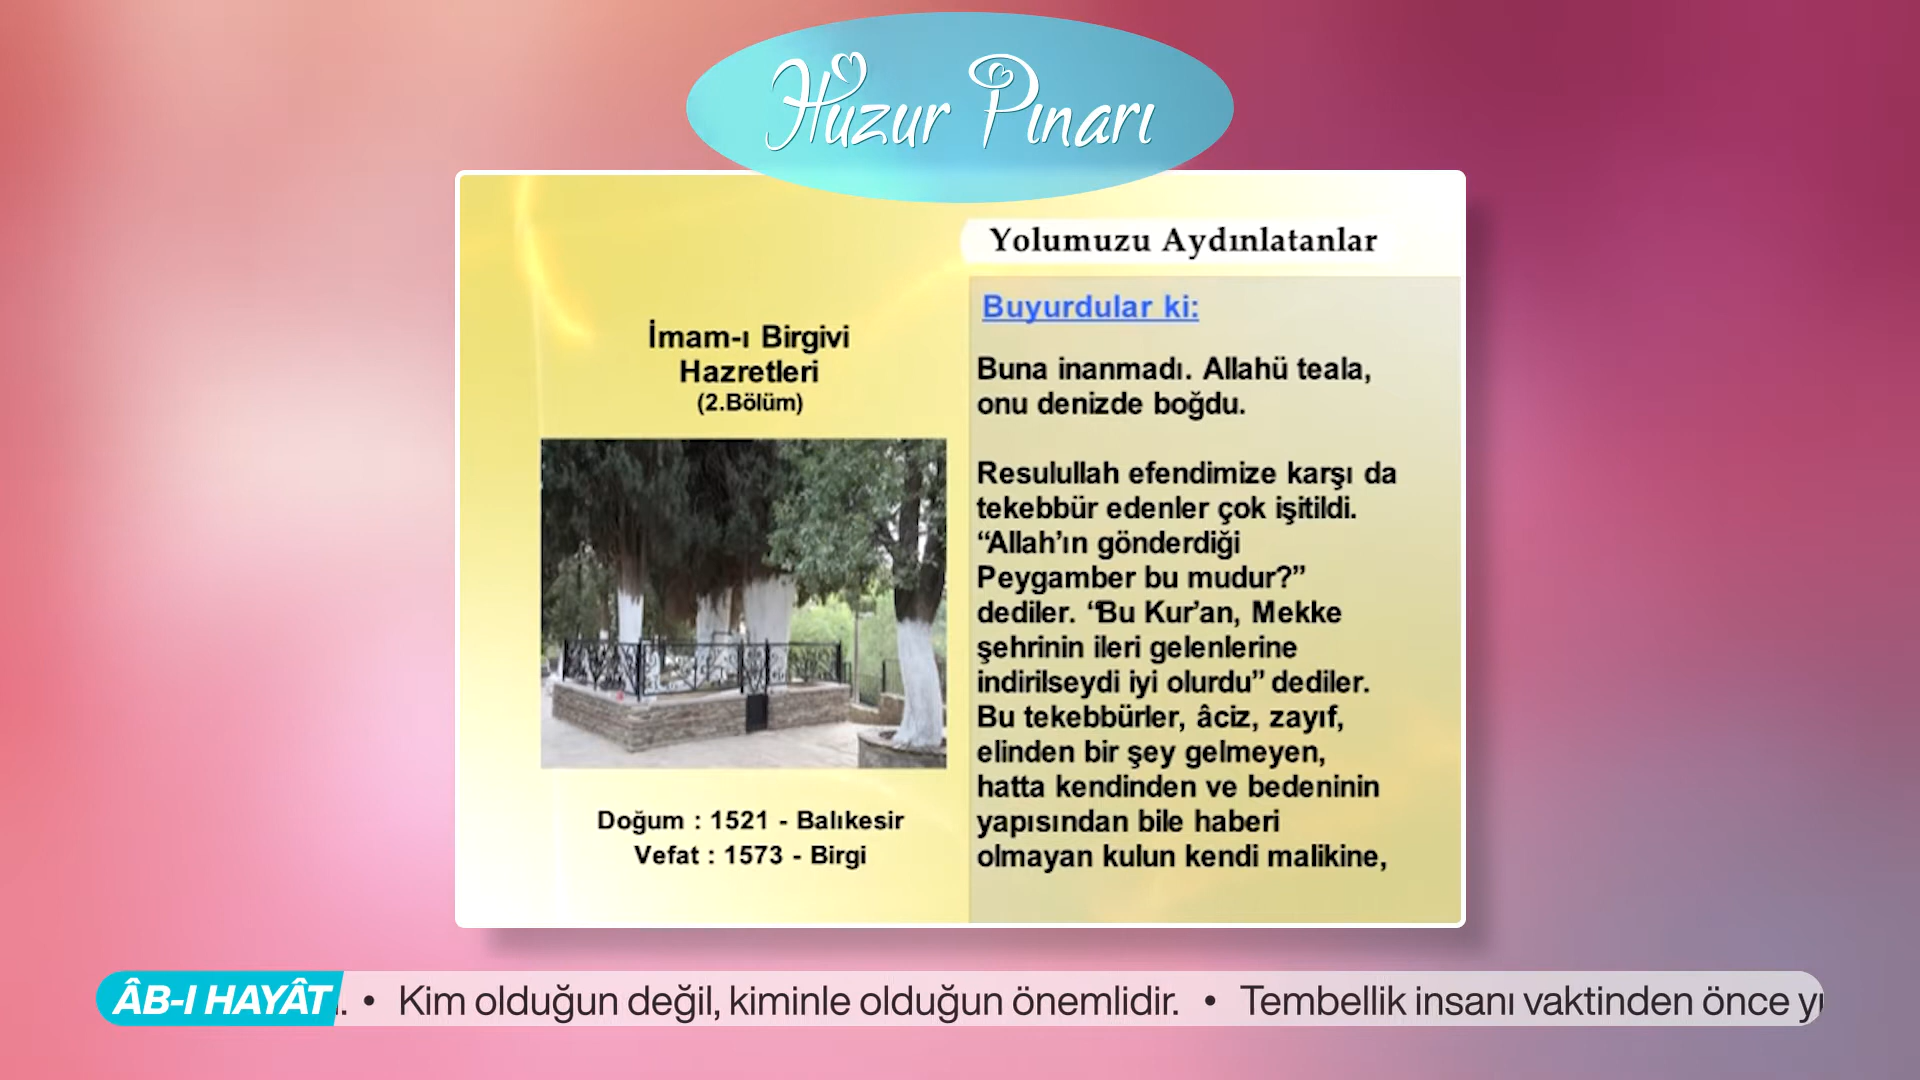 Huzur Pınarı
Yolumuzu Aydınlatanlar
İmam-ı Birgivi
Hazretleri
(2.Bölüm)
Doğum : 1521 - Balıkesir
Vefat : 1573 - Birgi
Buyurdular ki:
Buna inanmadı. Allahü teala,
onu denizde boğdu.
Resulullah efendimize karşı da
tekebbür edenler çok işitildi.
“Allah’ın gönderdiği
Peygamber bu mudur?”
dediler. “Bu Kur’an, Mekke
şehrinin ileri gelenlerine
indirilseydi iyi olurdu” dediler.
Bu tekebbürler, âciz, zayıf,
elinden bir şey gelmeyen,
hatta kendinden ve bedeninin
yapısından bile haberi
olmayan kulun kendi malikine,
ÂB-I HAYÂT . • Kim olduğun değil, kiminle olduğun önemlidir. • Tembellik insanı vaktinden önce